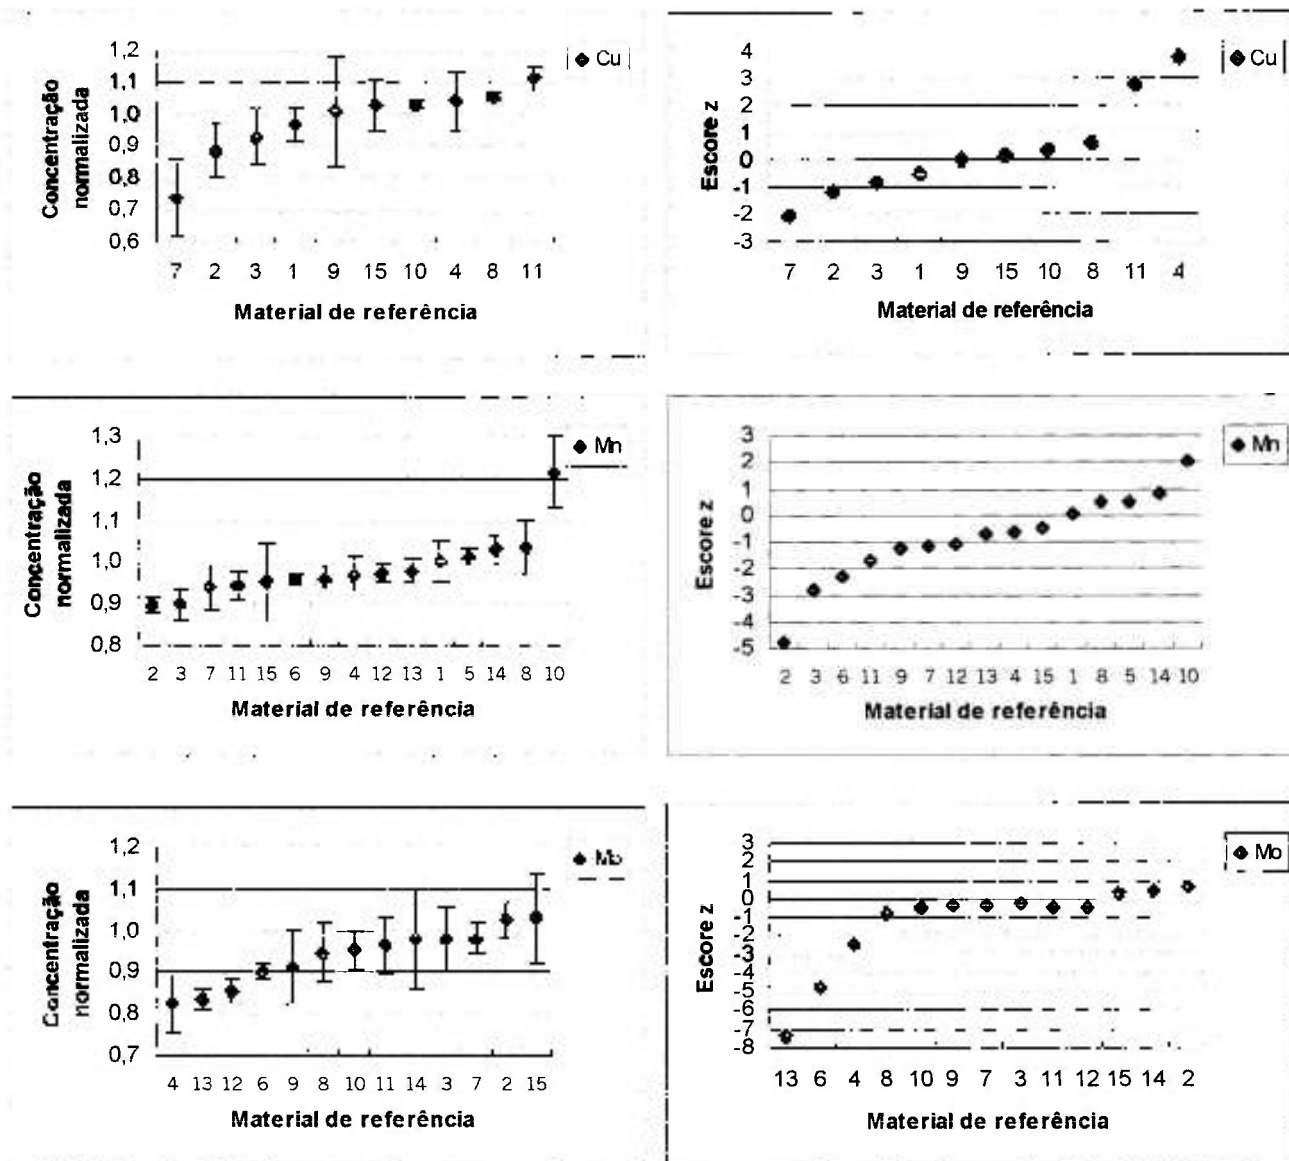 Concentração
normalizada
1,2
1,1
1,0
0,9
0,8
0,7
0,6
7 2 3 1 9 15 10 4 8 11
Material de referência
Cu
Escore z
4
3
2
1
0
-1
-2
-3
7 2 3 1 9 15 10 8 11 4
Material de referência
Cu
Concentração
normalizada
1,3
1,2
1,1
1,0
0,9
0,8
2 3 7 11 15 6 9 4 12 13 1 5 14 8 10
Material de referência
Mn
Escore z
3
2
1
0
-1
-2
-3
-4
-5
2 3 6 11 9 7 12 13 4 15 1 8 5 14 10
Material de referência
Mn
Concentração
normalizada
1,2
1,1
1,0
0,9
0,8
0,7
4 13 12 6 9 8 10 11 14 3 7 2 15
Material de referência
Mo
Escore z
3
2
1
0
-1
-2
-3
-4
-5
-6
-7
-8
13 6 4 8 10 9 7 3 11 12 15 14 2
Material de referência
Mo